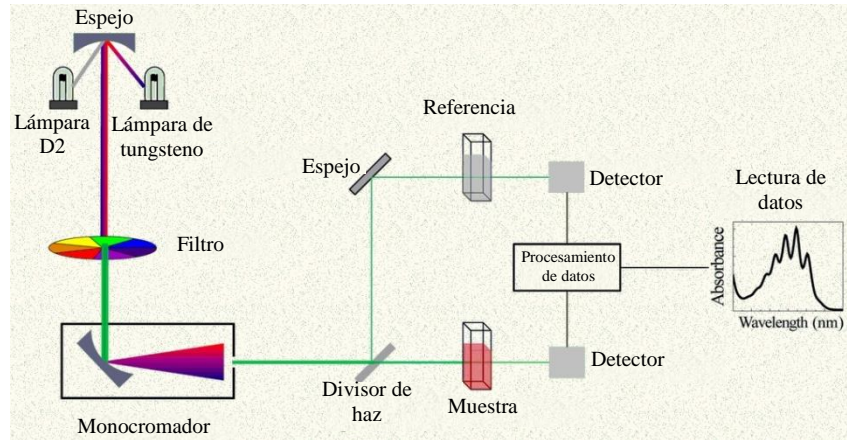 Espejo
Lámpara
D2
Lámpara de
tungsteno
Filtro
Monocromador
Espejo
Referencia
Detector
Divisor de
haz
Muestra
Detector
Procesamiento
de datos
Lectura de
datos
Absorbance
Wavelength (nm)